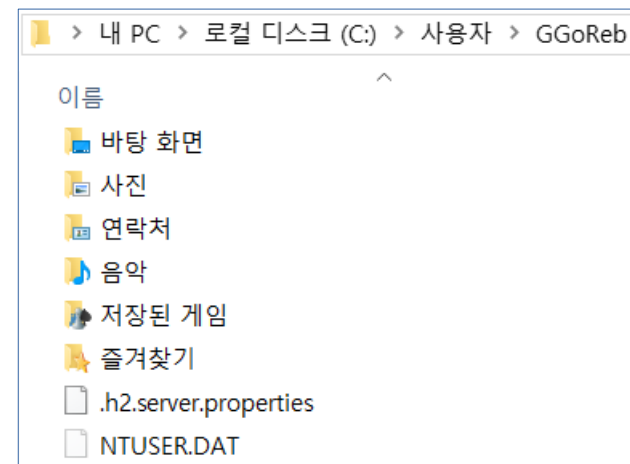 내 PC > 로컬 디스크 (C:) > 사용자 > GGoReb
이름
바탕 화면
사진
연락처
음악
저장된 게임
즐겨찾기
.h2.server.properties
NTUSER.DAT